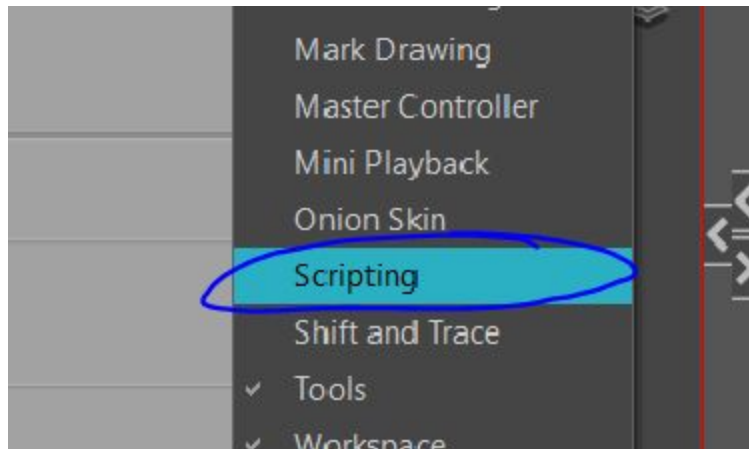 Mark Drawing
Master Controller
Mini Playback
Onion Skin
Scripting
Shift and Trace
Tools
Workspace